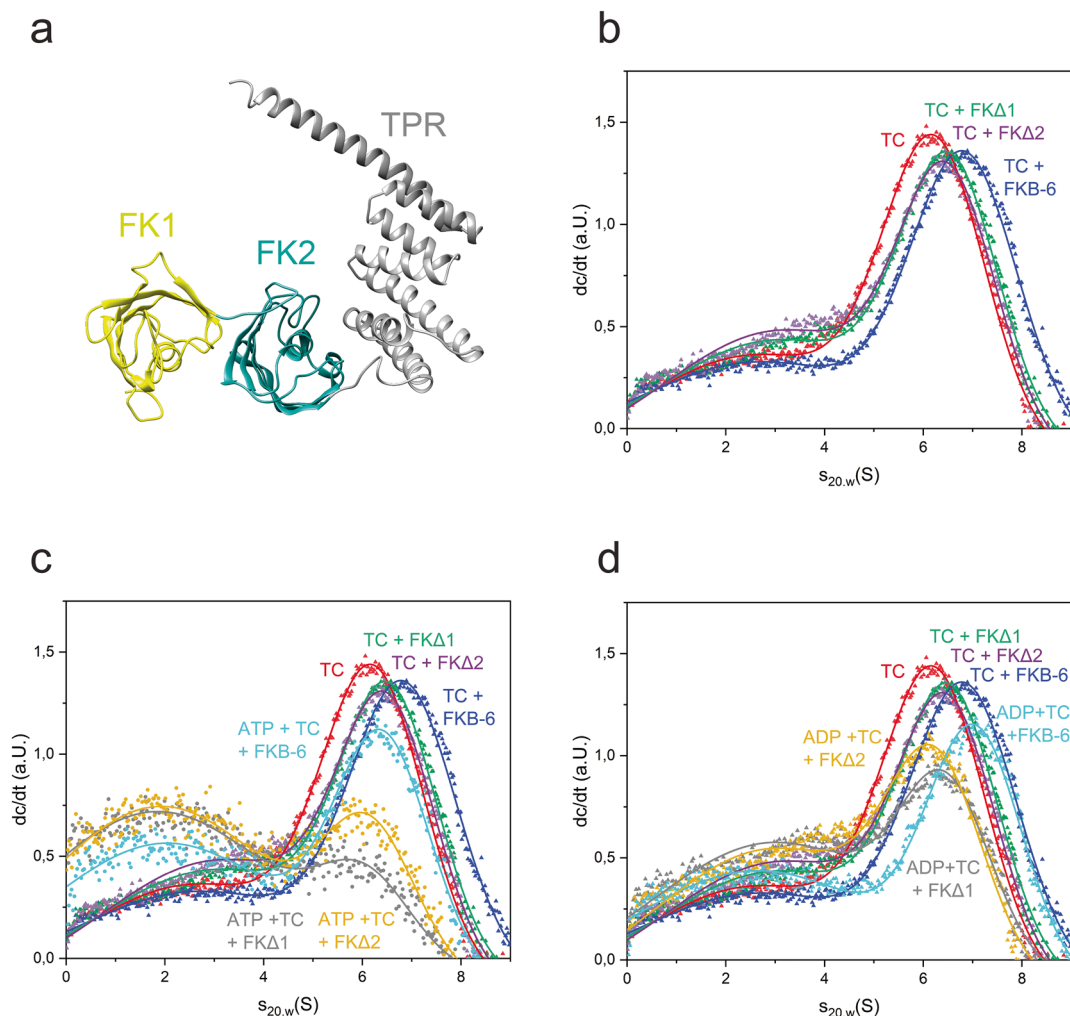 a
TPR
FK1
FK2
b
1,5
1,0
0,5
0,0
dc/dt (a.U.)
TC
TC + FKΔ1
TC + FKΔ2
TC +
FKB-6
0
2
4
6
8
s20.w(S)
c
1,5
1,0
0,5
0,0
dc/dt (a.U.)
TC + FKΔ1
TC
TC + FKΔ2
TC +
FKB-6
ATP + TC
+ FKB-6
ATP +TC
+ FKΔ1
ATP +TC
+ FKΔ2
0
2
4
6
8
s20.w(S)
d
1,5
1,0
0,5
0,0
dc/dt (a.U.)
TC + FKΔ1
TC + FKΔ2
TC
TC + FKB-6
ADP+TC
+FKB-6
ADP +TC
+ FKΔ2
ADP+TC
+ FKΔ1
0
2
4
6
8
s20.w(S)